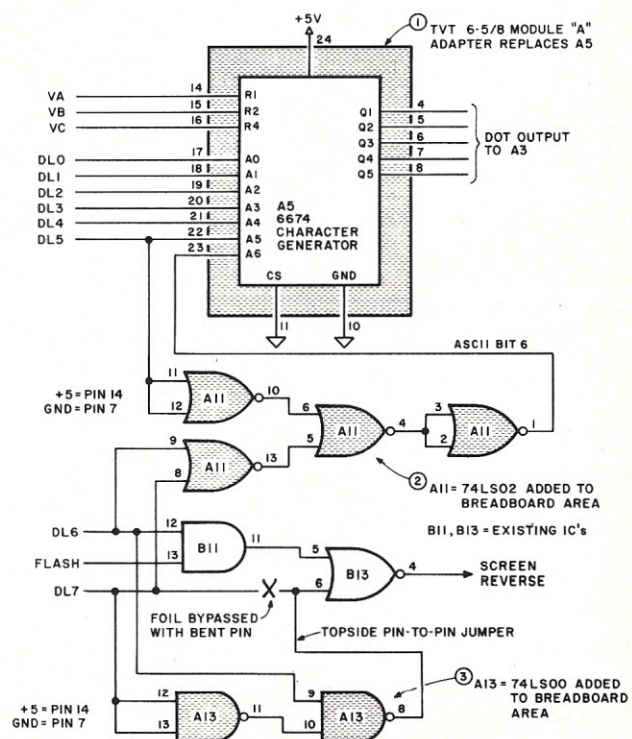 +5V
24
① TVT 6-5/8 MODULE "A"
ADAPTER REPLACES A5
VA 14 R1
VB 15 R2
VC 16 R4
DL0 17 A0
DL1 18 A1
DL2 19 A2
DL3 20 A3
DL4 21 A4
DL5 22 A5
23 A6
A5
6674
CHARACTER
GENERATOR
Q1 4
Q2 5
Q3 6
Q4 7
Q5 8
DOT OUTPUT
TO A3
CS
GND
11
10
ASCII BIT 6
+5 = PIN 14
GND = PIN 7
11
12
A11
10
9
8
A11
13
6
5
A11
4
3
2
A11
1
② A11 = 74LS02 ADDED TO
BREADBOARD AREA
B11, B13 = EXISTING IC's
DL6
FLASH
DL7
12
13
B11
11
5
6
B13
4
SCREEN
REVERSE
X
FOIL BYPASSED
WITH BENT PIN
TOPSIDE PIN-TO-PIN JUMPER
+5 = PIN 14
GND = PIN 7
12
13
A13
11
9
10
A13
8
③ A13 = 74LS00 ADDED
TO BREADBOARD
AREA